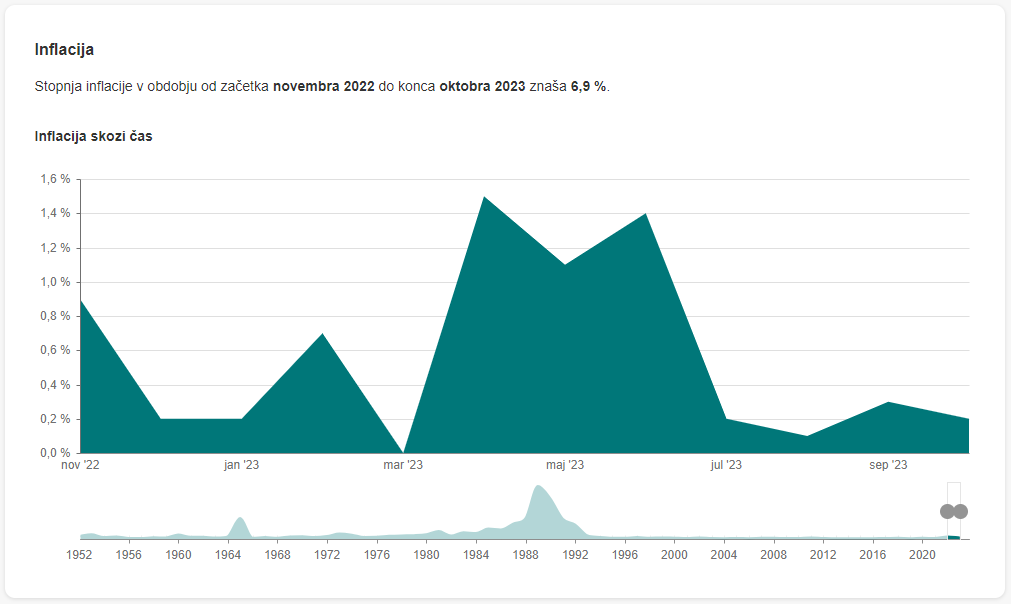 Inflacija
Stopnja inflacije v obdobju od začetka novembra 2022 do konca oktobra 2023 znaša 6,9 %.
Inflacija skozi čas
1,6 %
1,4 %
1,2 %
1,0 %
0,8 %
0,6 %
0,4 %
0,2 %
0,0 %
nov '22 jan '23 mar '23 maj '23 jul '23 sep '23
1952 1956 1960 1964 1968 1972 1976 1980 1984 1988 1992 1996 2000 2004 2008 2012 2016 2020